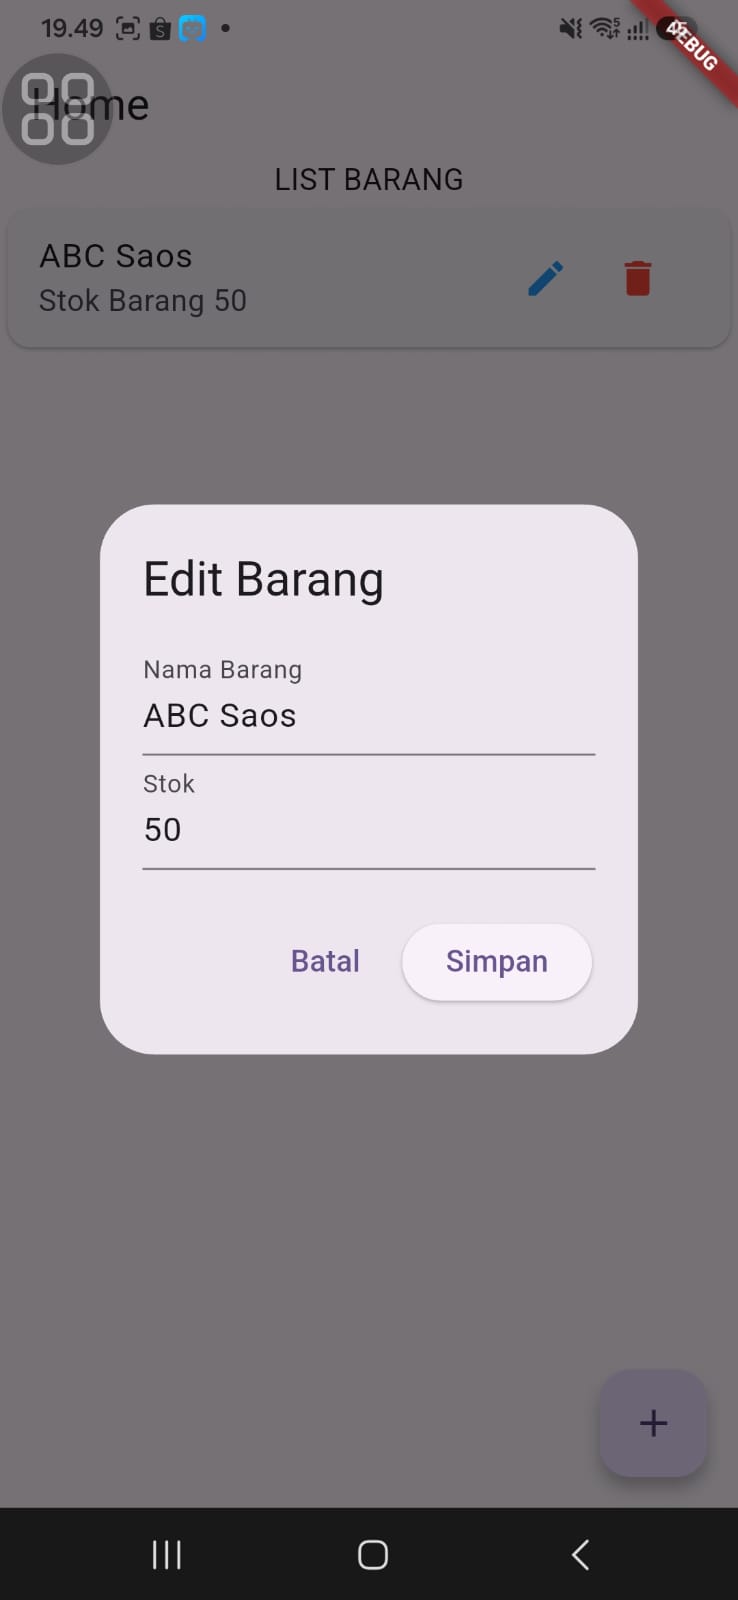 19.49
DEBUG
Home
LIST BARANG
ABC Saos
Stok Barang 50
Edit Barang
Nama Barang
ABC Saos
Stok
50
Batal
Simpan